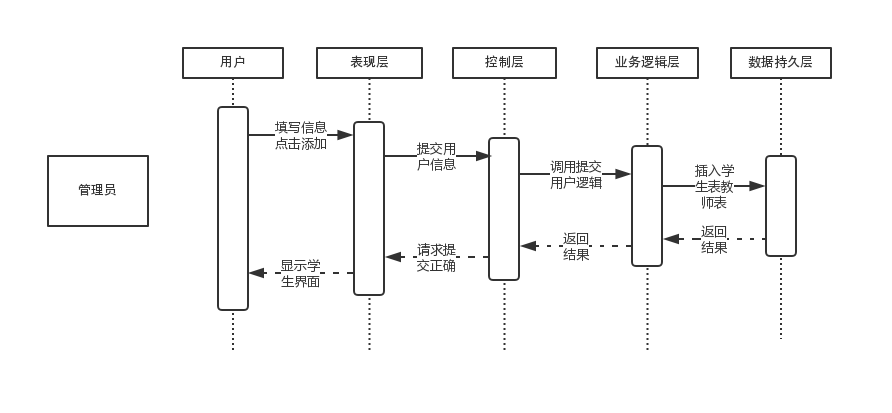 用户
表现层
控制层
业务逻辑层
数据持久层
管理员
填写信息
点击添加
提交用
户信息
调用提交
用户逻辑
插入学
生表教
师表
返回
结果
返回
结果
请求提
交正确
显示学
生界面